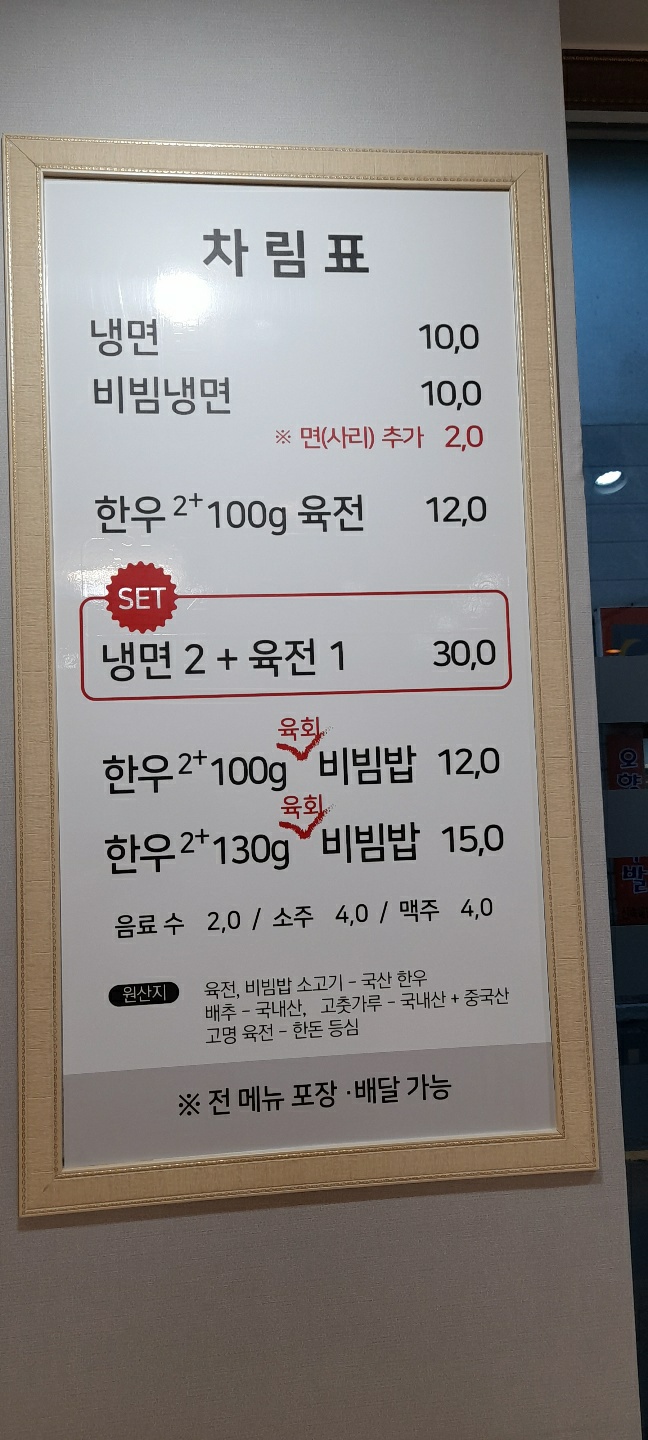 차림표
냉면 10,0
비빔냉면 10,0
※ 면(사리) 추가 2,0
한우 2+ 100g 육전 12,0
SET
냉면 2 + 육전 1 30,0
육회
한우 2+ 100g 비빔밥 12,0
육회
한우 2+ 130g 비빔밥 15,0
음료 수 2,0 / 소주 4,0 / 맥주 4,0
원산지 육전, 비빔밥 소고기 - 국산 한우
배추 - 국내산, 고춧가루 - 국내산 + 중국산
고명 육전 - 한돈 등심
※ 전 메뉴 포장 · 배달 가능